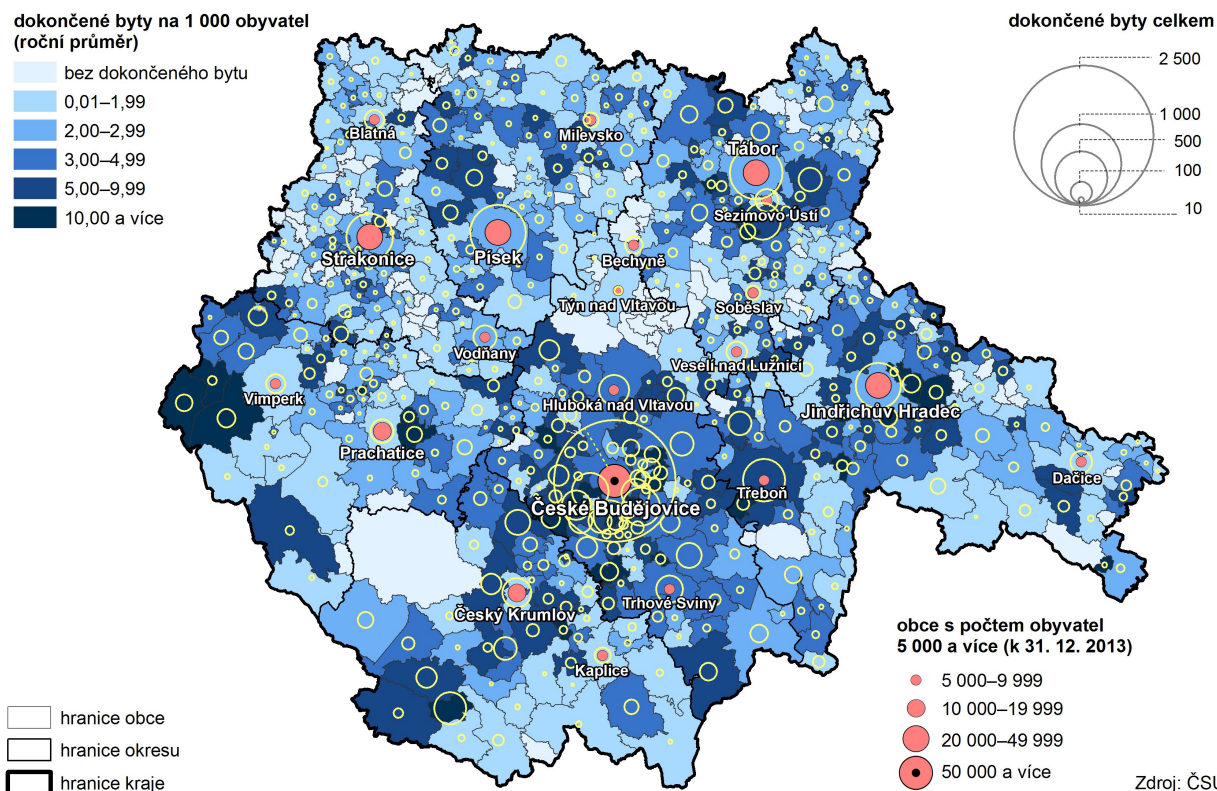 dokončené byty na 1 000 obyvatel
(roční průměr)
bez dokončeného bytu
0,01–1,99
2,00–2,99
3,00–4,99
5,00–9,99
10,00 a více
dokončené byty celkem
2 500
1 000
500
100
10
Blatná
Milevsko
Tábor
Sezimovo Ústí
Strakonice
Písek
Bechyně
Týn nad Vltavou
Soběslav
Vodňany
Veselí nad Lužnicí
Vimperk
Hluboká nad Vltavou
Jindřichův Hradec
Prachatice
Dačice
Třeboň
České Budějovice
Český Krumlov
Trhové Sviny
Kaplice
obce s počtem obyvatel
5 000 a více (k 31. 12. 2013)
5 000–9 999
10 000–19 999
20 000–49 999
50 000 a více
hranice obce
hranice okresu
hranice kraje
Zdroj: ČSÚ